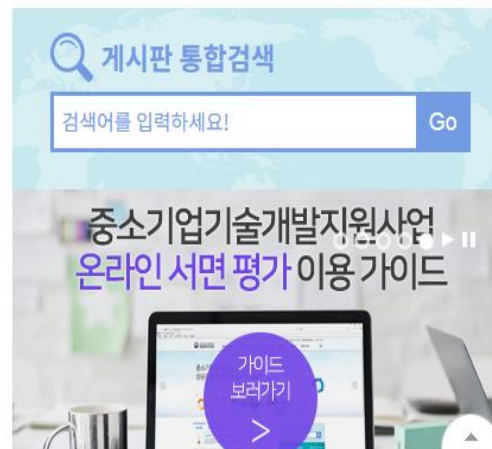 게시판 통합검색
검색어를 입력하세요!
Go
중소기업기술개발지원사업
온라인 서면 평가 이용 가이드
가이드
보러가기
>